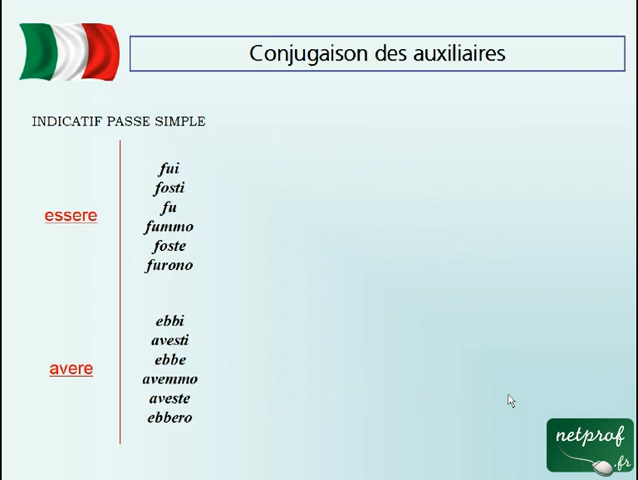 Conjugaison des auxiliaires
INDICATIF PASSE SIMPLE
essere
fui
fosti
fu
fummo
foste
furono
avere
ebbi
avesti
ebbe
avemmo
aveste
ebbero
netprof
.fr